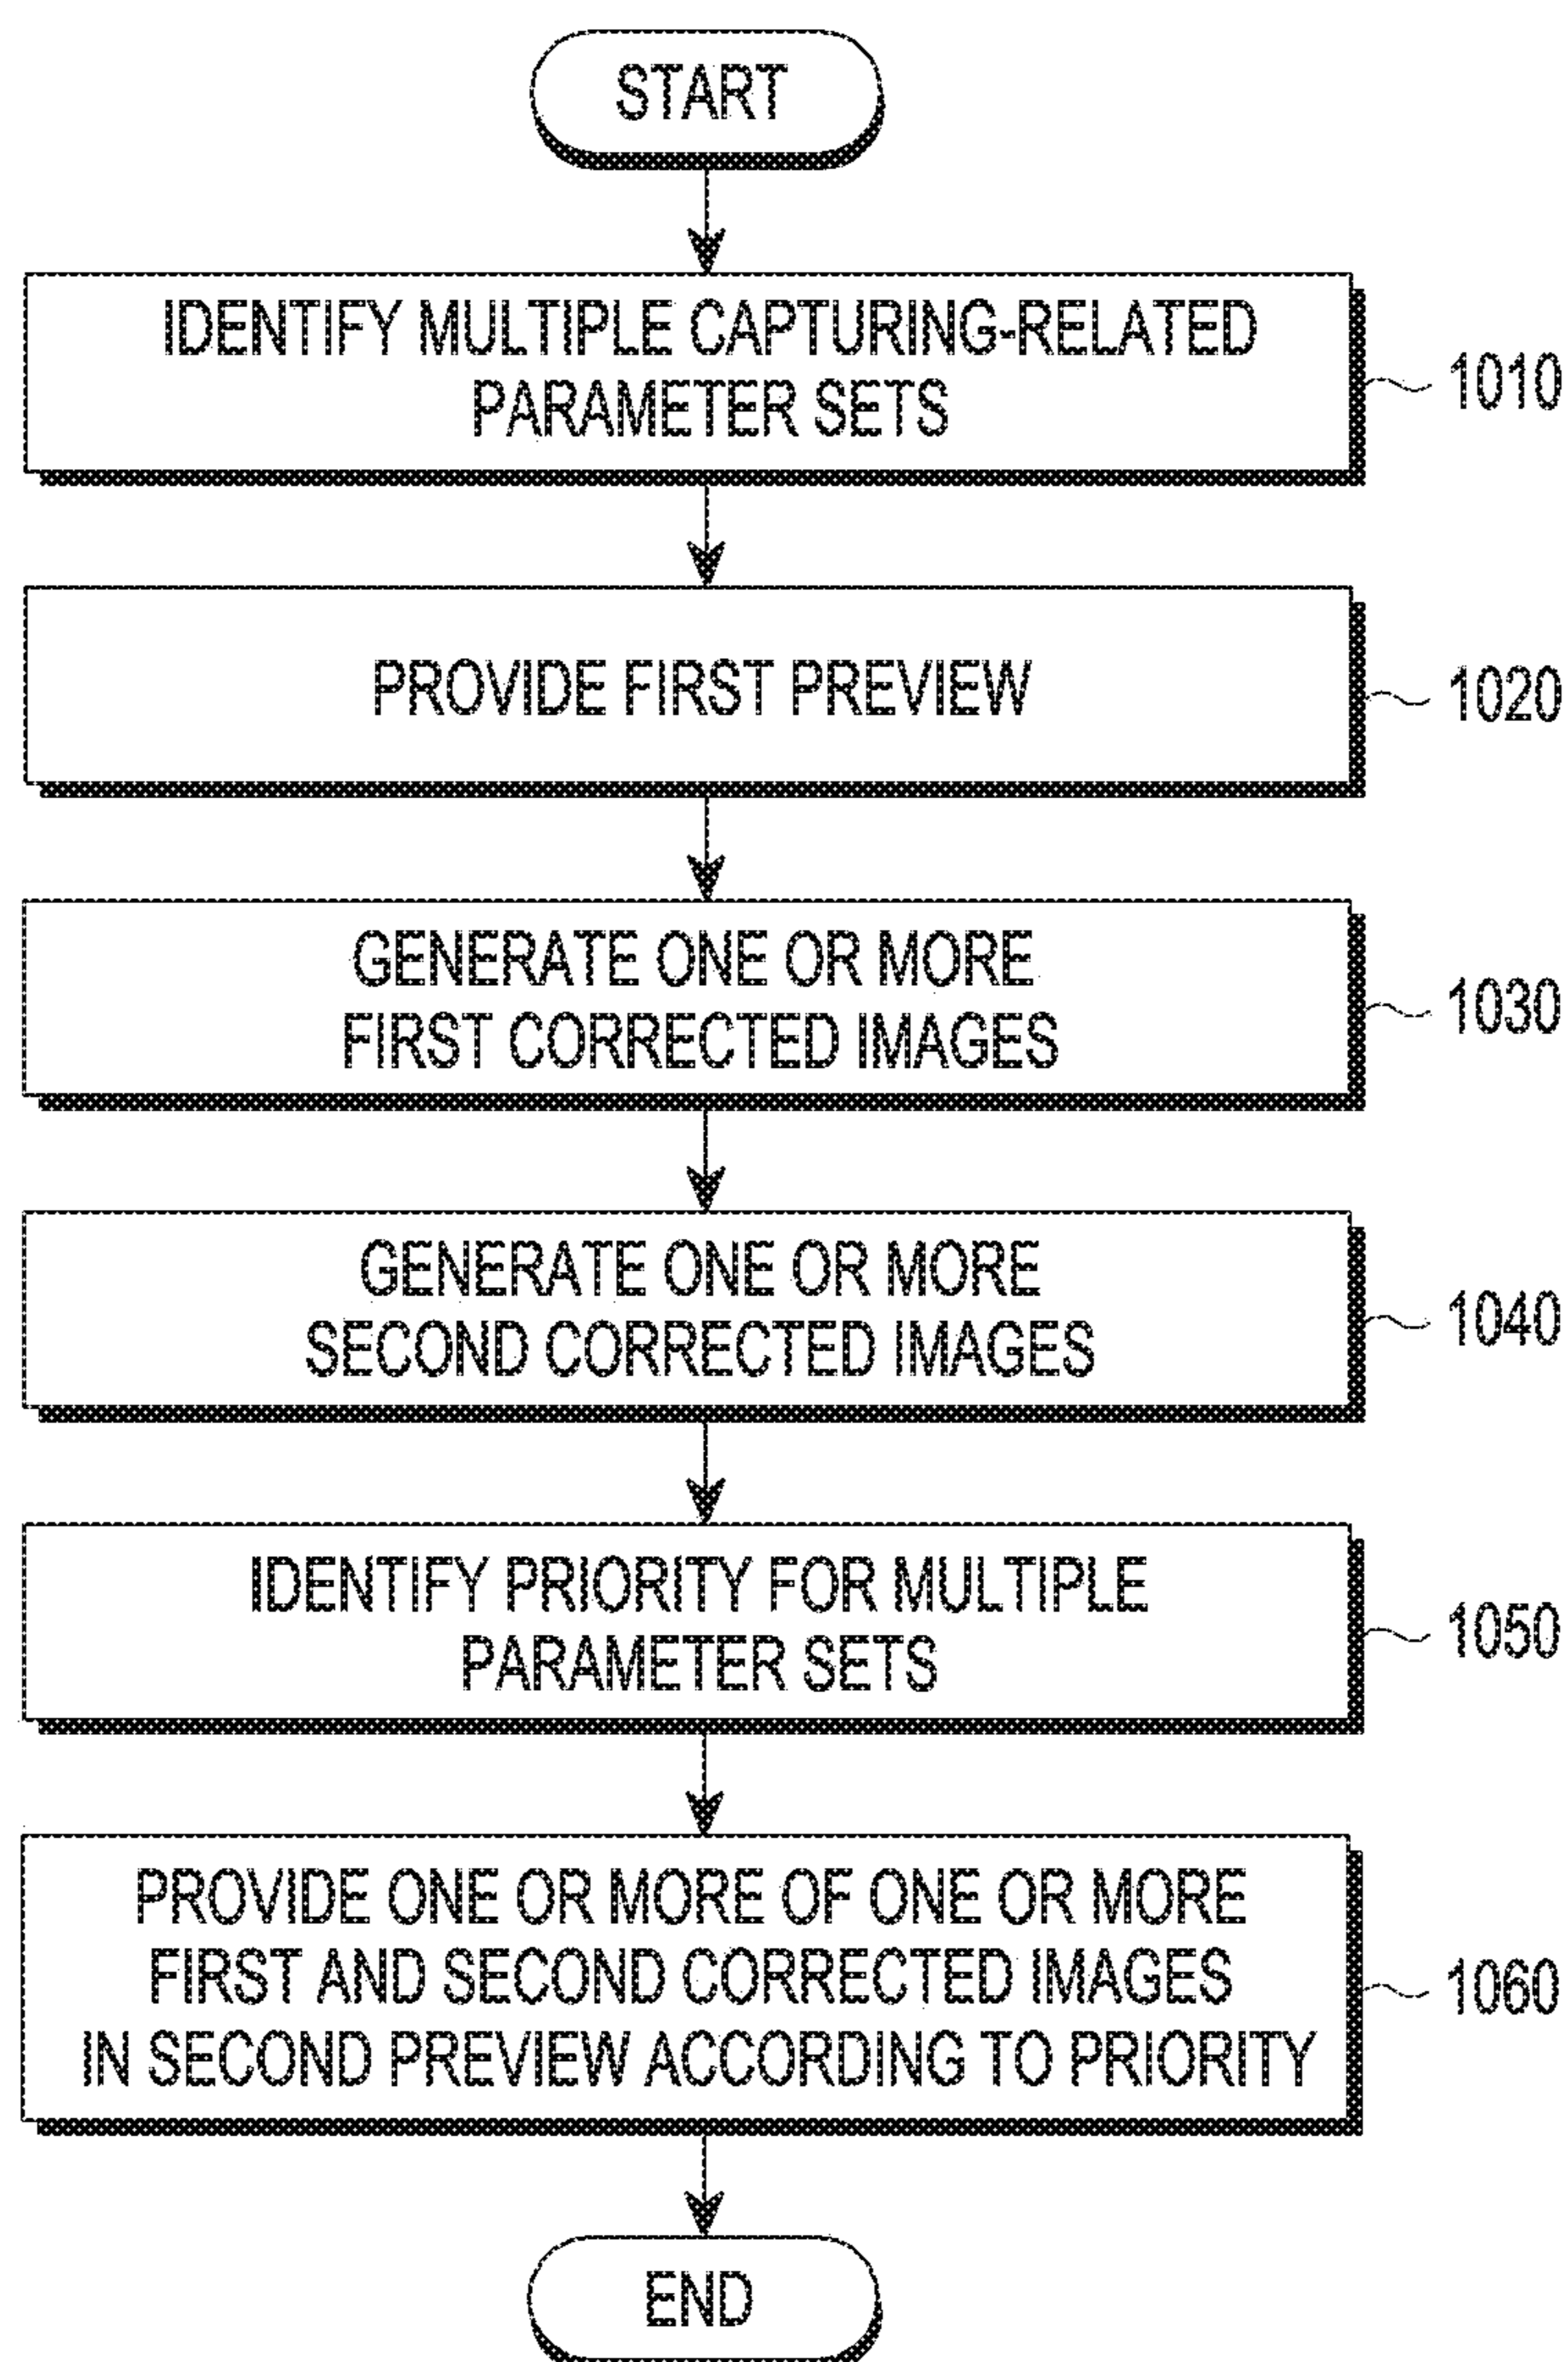 START
IDENTIFY MULTIPLE CAPTURING-RELATED
PARAMETER SETS
1010
PROVIDE FIRST PREVIEW
1020
GENERATE ONE OR MORE
FIRST CORRECTED IMAGES
1030
GENERATE ONE OR MORE
SECOND CORRECTED IMAGES
1040
IDENTIFY PRIORITY FOR MULTIPLE
PARAMETER SETS
1050
PROVIDE ONE OR MORE OF ONE OR MORE
FIRST AND SECOND CORRECTED IMAGES
IN SECOND PREVIEW ACCORDING TO PRIORITY
1060
END